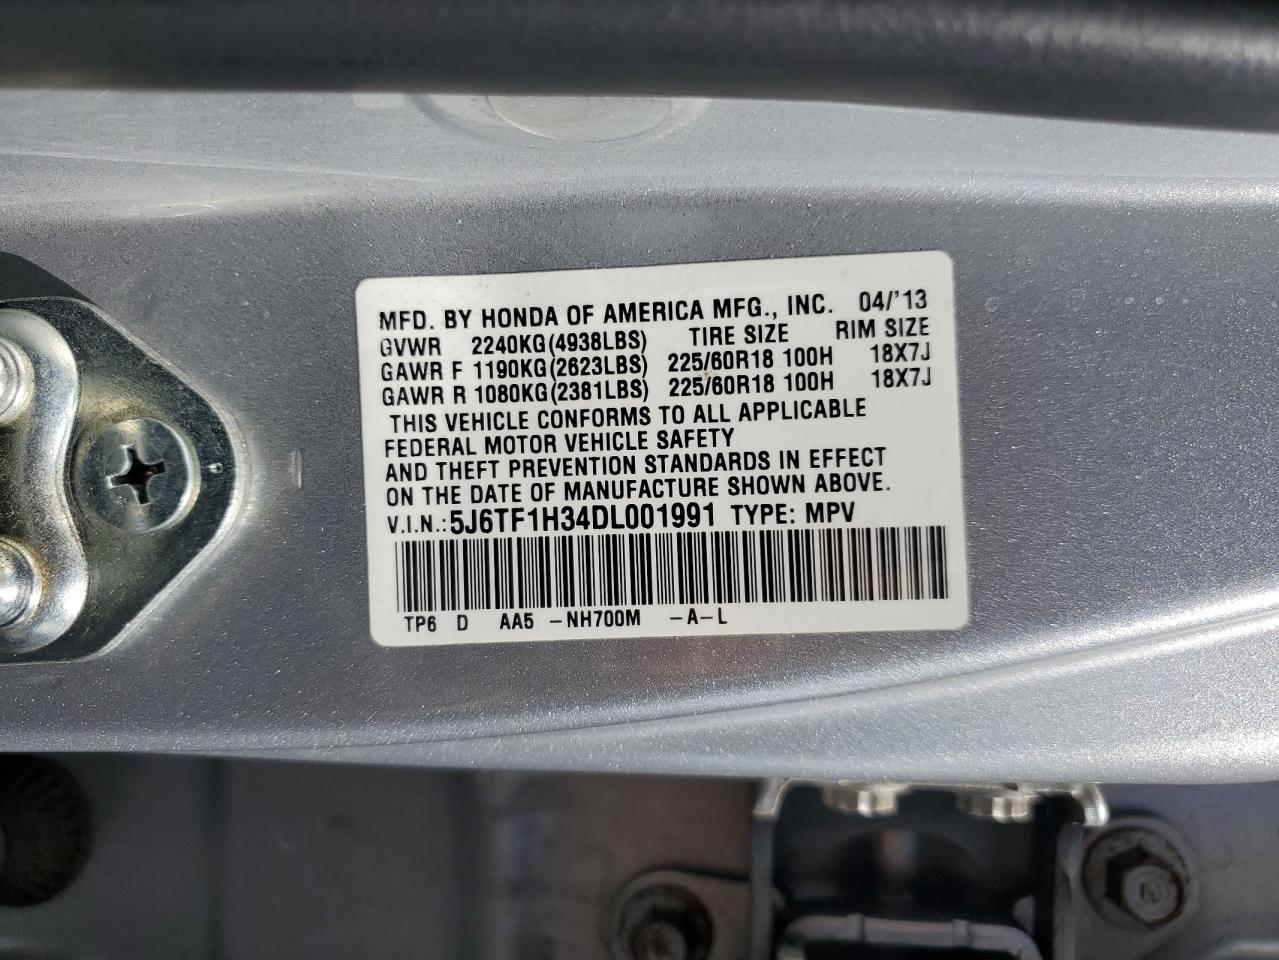 MFD. BY HONDA OF AMERICA MFG., INC. 04/'13
GVWR 2240KG(4938LBS) TIRE SIZE RIM SIZE
GAWR F 1190KG(2623LBS) 225/60R18 100H 18X7J
GAWR R 1080KG(2381LBS) 225/60R18 100H 18X7J
THIS VEHICLE CONFORMS TO ALL APPLICABLE
FEDERAL MOTOR VEHICLE SAFETY
AND THEFT PREVENTION STANDARDS IN EFFECT
ON THE DATE OF MANUFACTURE SHOWN ABOVE.
V.I.N.: 5J6TF1H34DL001991 TYPE: MPV
TP6 D AA5 -NH700M -A-L